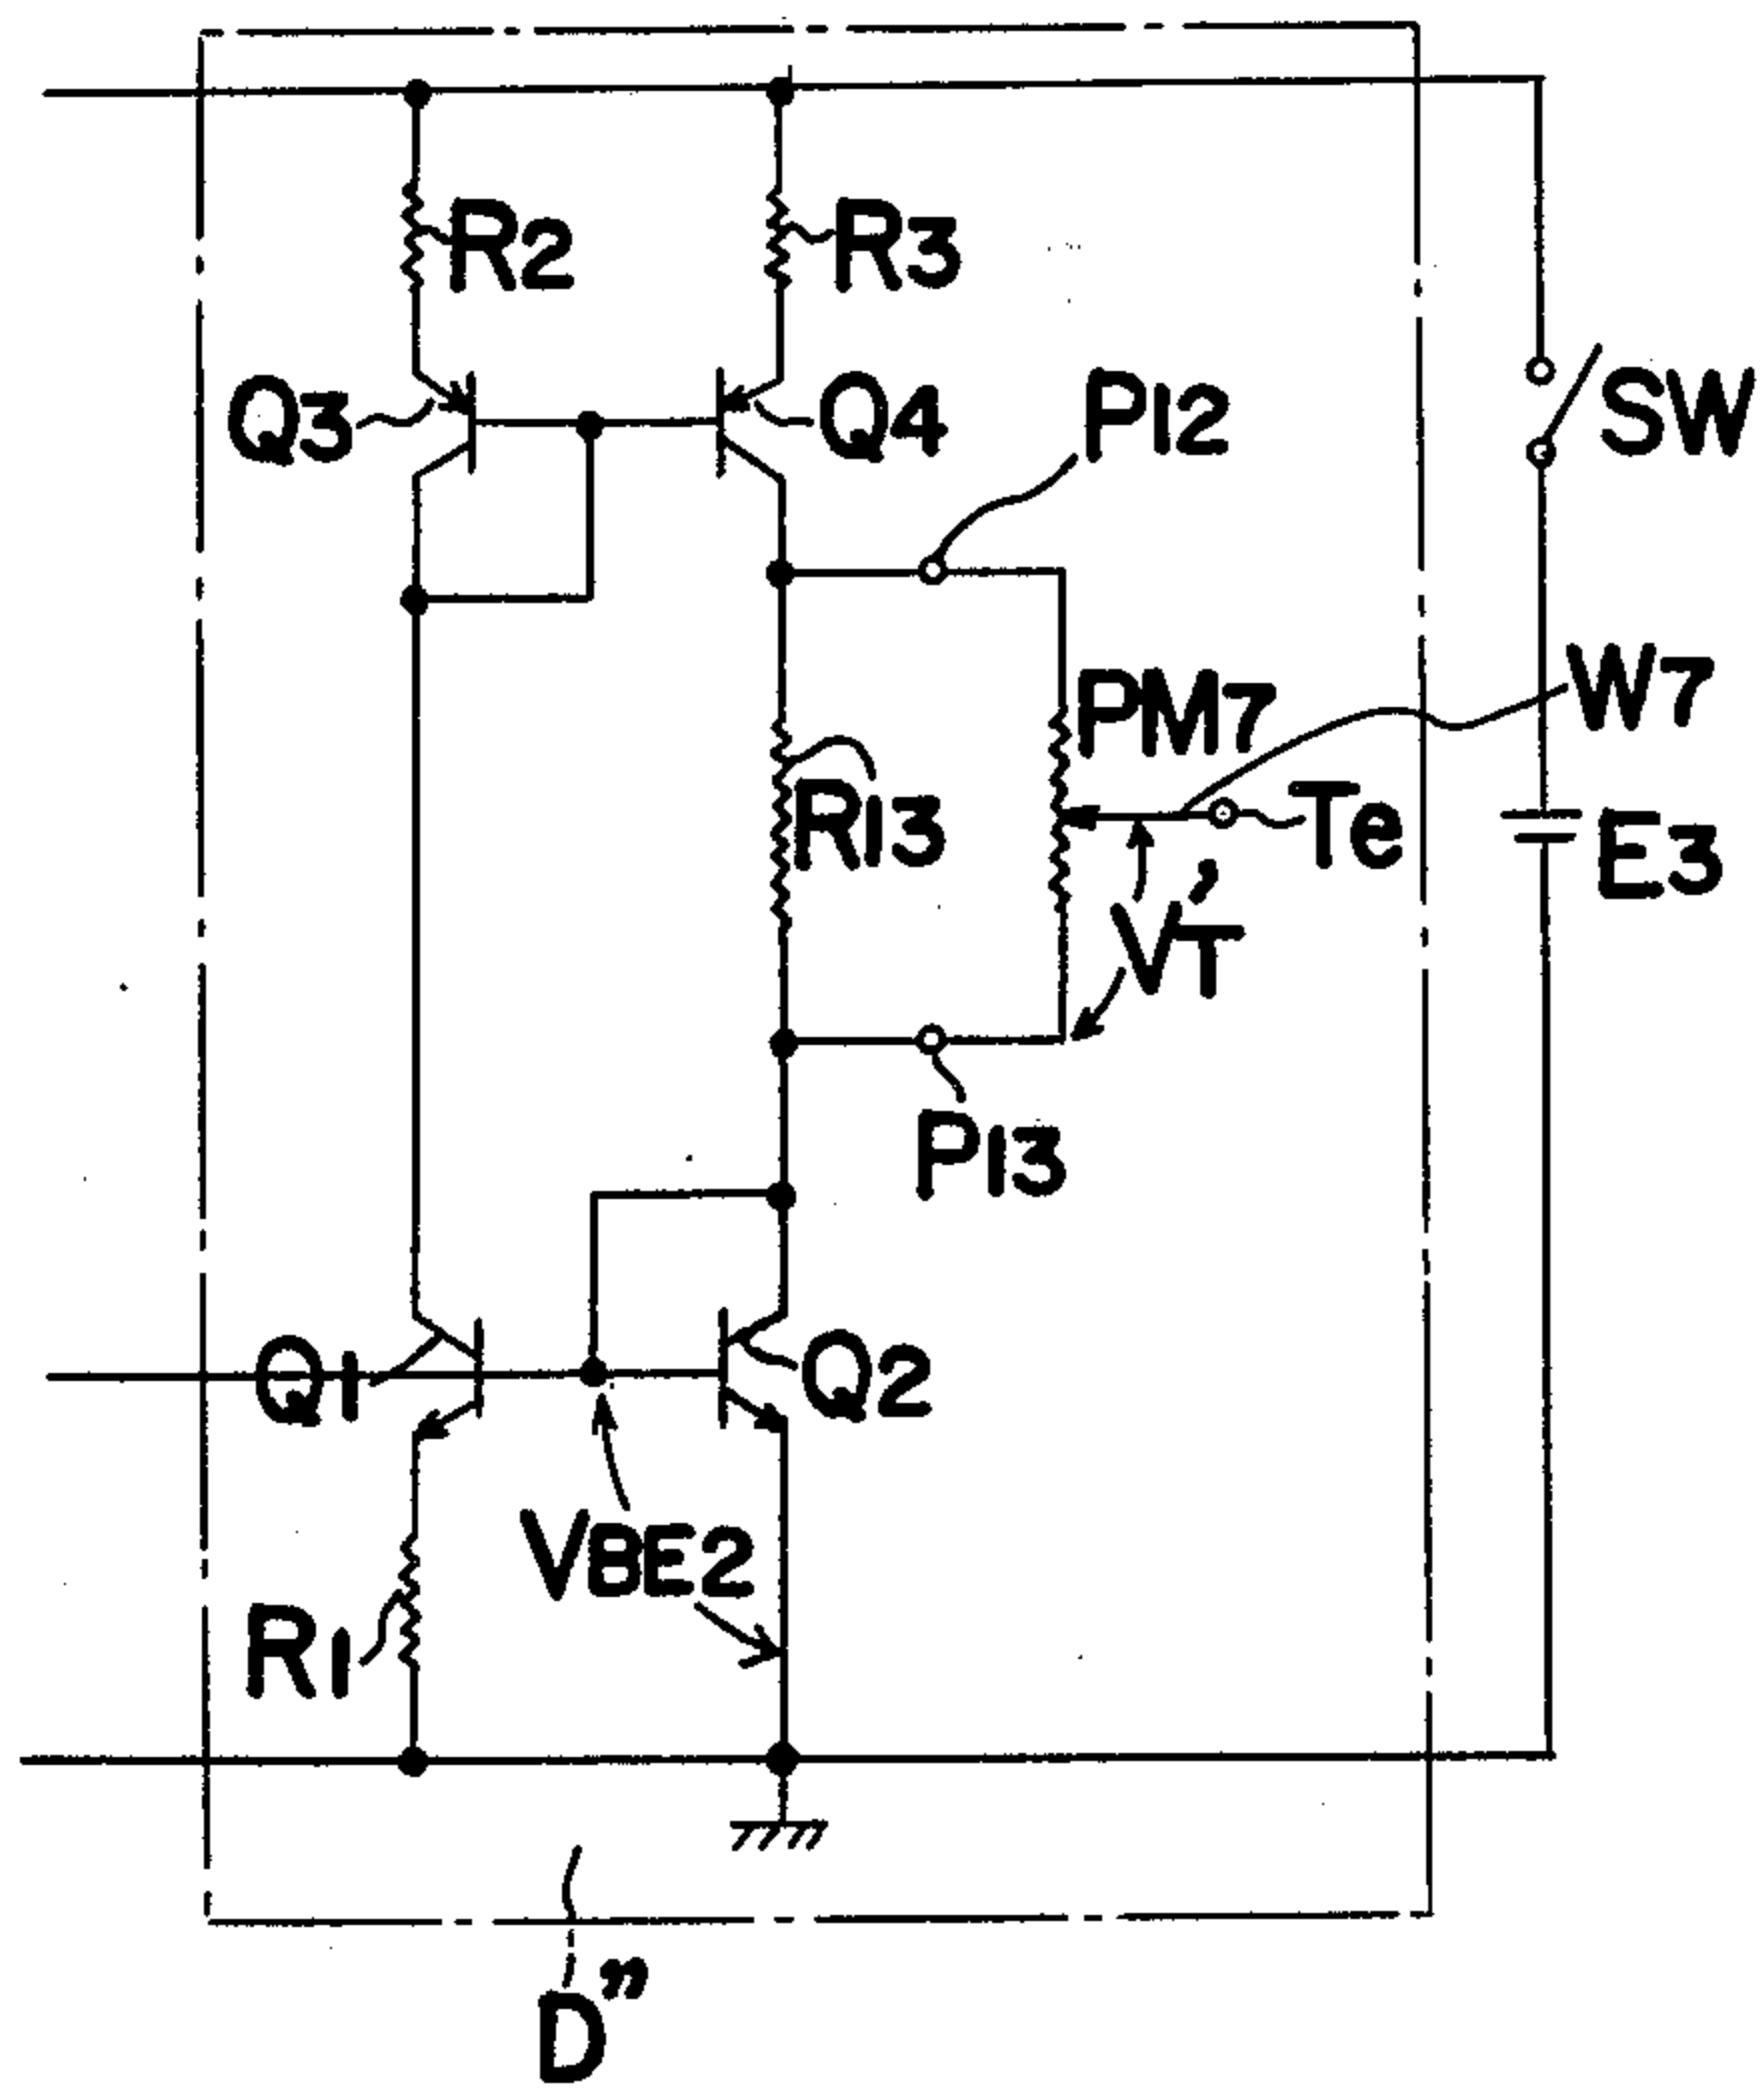 R2
R3
Q3
Q4
P12
SW
W7
PM7
R13
Te
E3
V'T
P13
Q1
Q2
VBE2
R1
D”